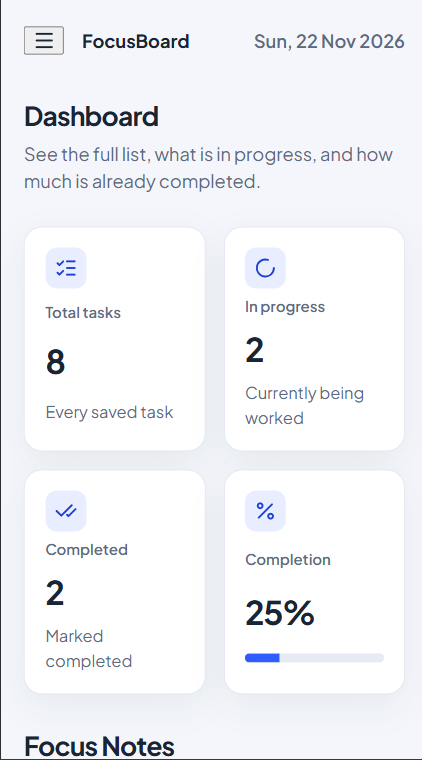 FocusBoard
Sun, 22 Nov 2026
Dashboard
See the full list, what is in progress, and how
much is already completed.
Total tasks
8
Every saved task
In progress
2
Currently being
worked
Completed
2
Marked
completed
Completion
25%
Focus Notes